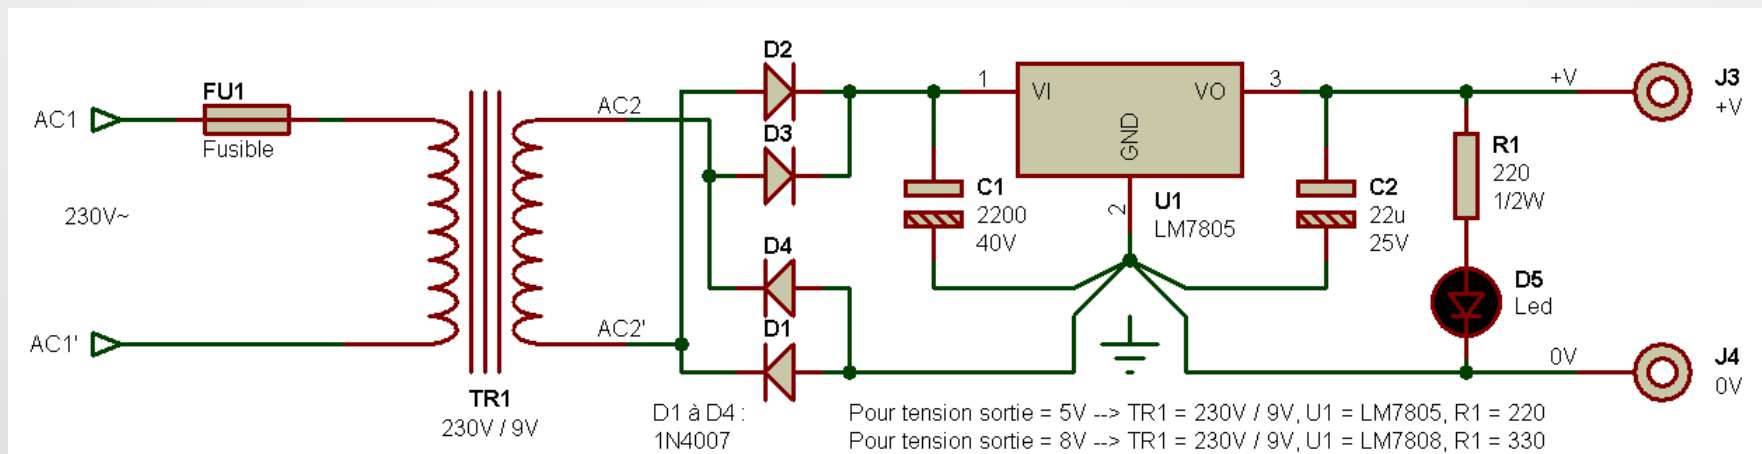 AC1
FU1
Fusible
230V~
AC1'
TR1
230V / 9V
AC2
AC2'
D2
D3
D4
D1
D1 à D4 :
1N4007
C1
2200
40V
1
VI
VO
GND
3
2
U1
LM7805
C2
22u
25V
R1
220
1/2W
D5
Led
+V
J3
+V
0V
J4
0V
Pour tension sortie = 5V --> TR1 = 230V / 9V, U1 = LM7805, R1 = 220
Pour tension sortie = 8V --> TR1 = 230V / 9V, U1 = LM7808, R1 = 330